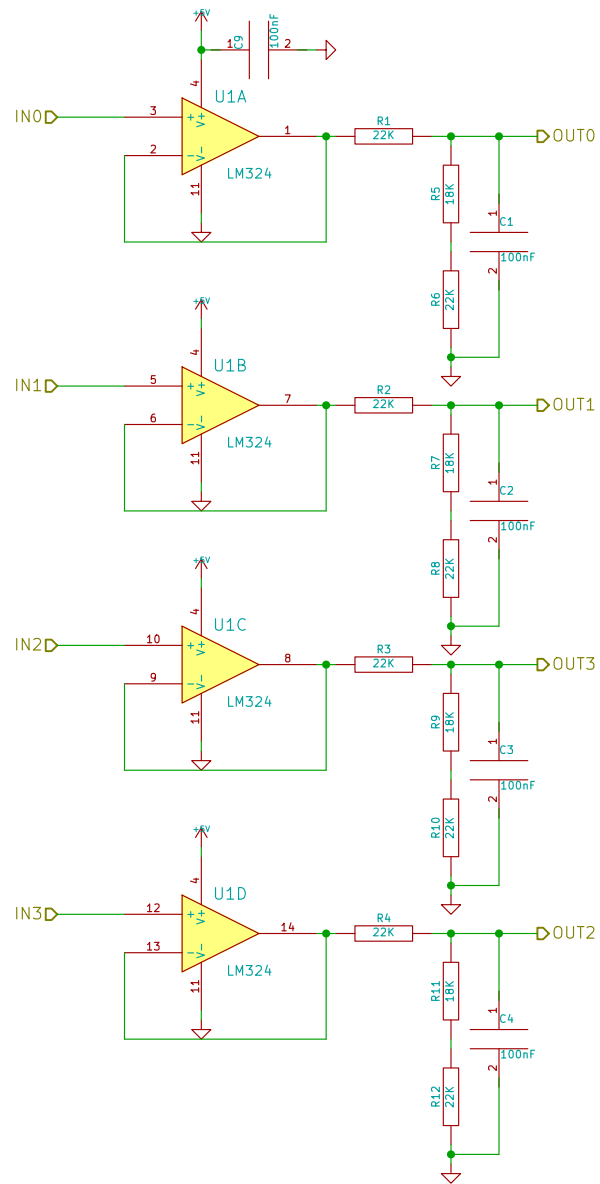 +5V
C9
100nF
1
2
4
U1A
IN0
3
+
V+
1
R1
22K
OUT0
2
−
V-
LM324
11
R5
18K
1
C1
100nF
2
R6
22K
+5V
4
U1B
IN1
5
+
V+
7
R2
22K
OUT1
6
−
V-
LM324
11
R7
18K
1
C2
100nF
2
R8
22K
+5V
4
U1C
IN2
10
+
V+
8
R3
22K
OUT3
9
−
V-
LM324
11
R9
18K
1
C3
100nF
2
R10
22K
+5V
4
U1D
IN3
12
+
V+
14
R4
22K
OUT2
13
−
V-
LM324
11
R11
18K
1
C4
100nF
2
R12
22K